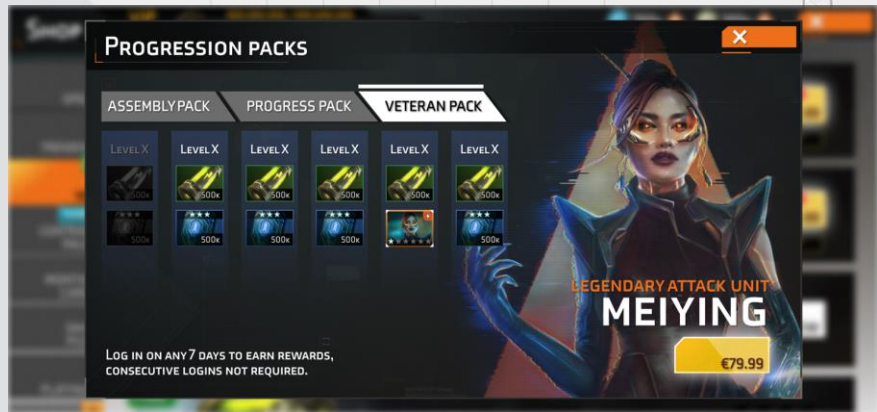 SHOP
PROGRESSION PACKS
ASSEMBLY PACK PROGRESS PACK VETERAN PACK
LEVEL X LEVEL X LEVEL X LEVEL X LEVEL X LEVEL X
500K 500K 500K 500K 500K 500K
500K 500K 500K 500K 500K
LEGENDARY ATTACK UNIT
MEIYING
€79.99
LOG IN ON ANY 7 DAYS TO EARN REWARDS,
CONSECUTIVE LOGINS NOT REQUIRED.